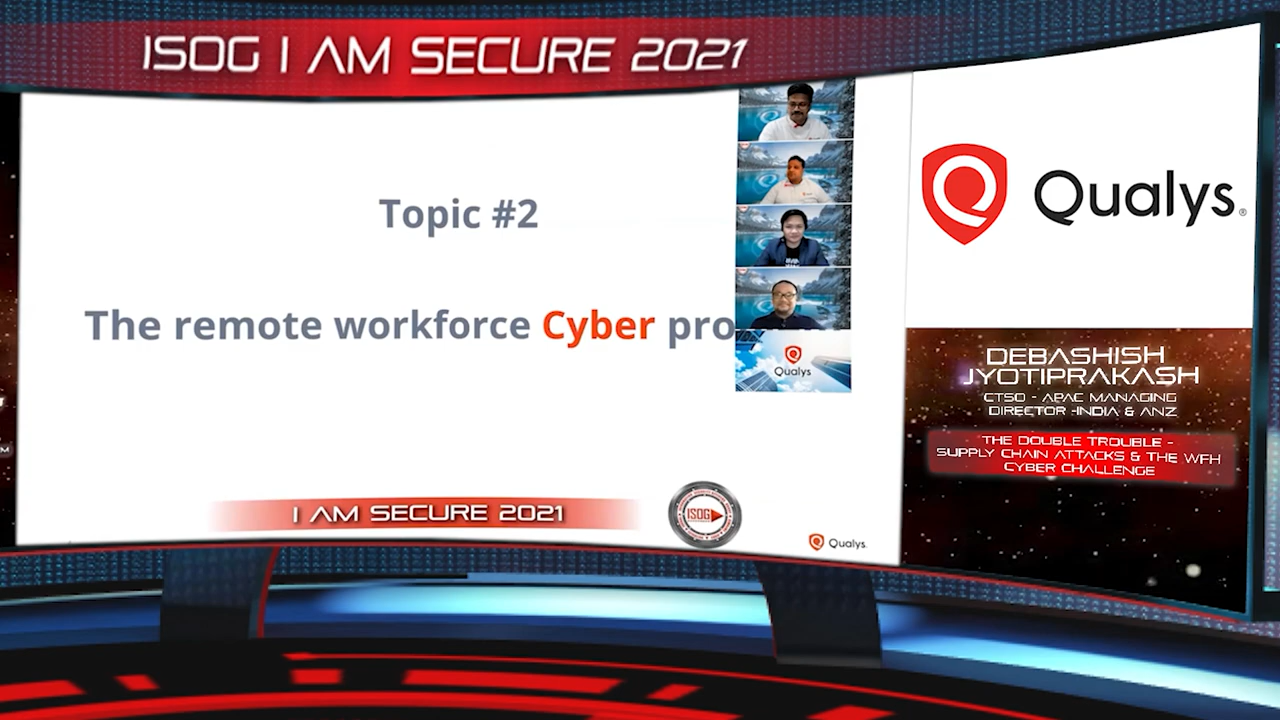 ISOG I AM SECURE 2021
Topic #2
The remote workforce Cyber pro
Qualys
I AM SECURE 2021
ISOG
Qualys.
Qualys.
DEBASHISH
JYOTIPRAKASH
CTSO - APAC MANAGING
DIRECTOR -INDIA & ANZ
THE DOUBLE TROUBLE -
SUPPLY CHAIN ATTACKS & THE WFH
CYBER CHALLENGE